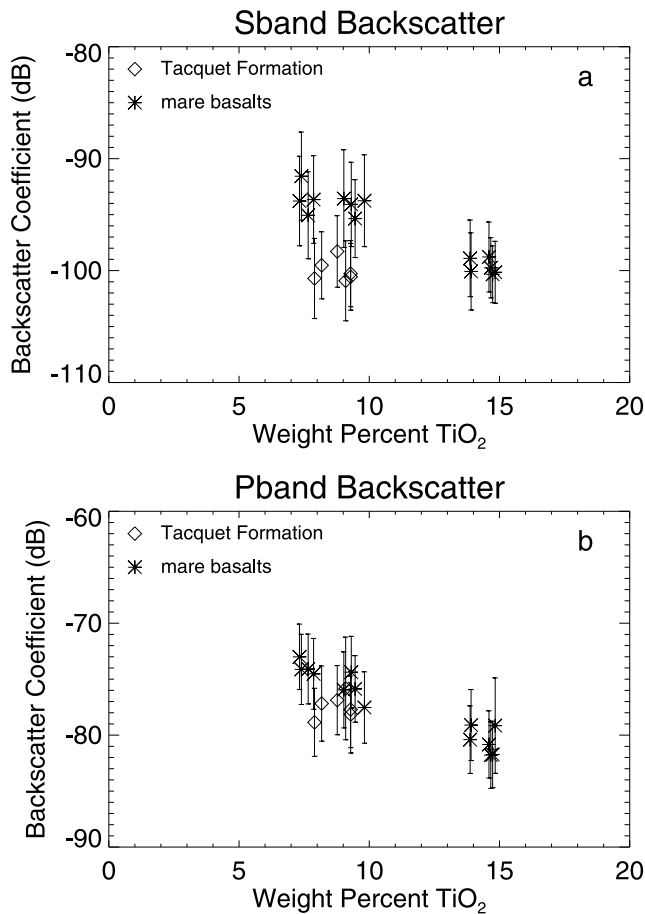 Sband Backscatter
-80
Tacquet Formation
a
mare basalts
-90
-100
-110
Backscatter Coefficient (dB)
0 5 10 15 20
Weight Percent TiO₂
Pband Backscatter
-60
Tacquet Formation
b
mare basalts
-70
-80
-90
Backscatter Coefficient (dB)
0 5 10 15 20
Weight Percent TiO₂